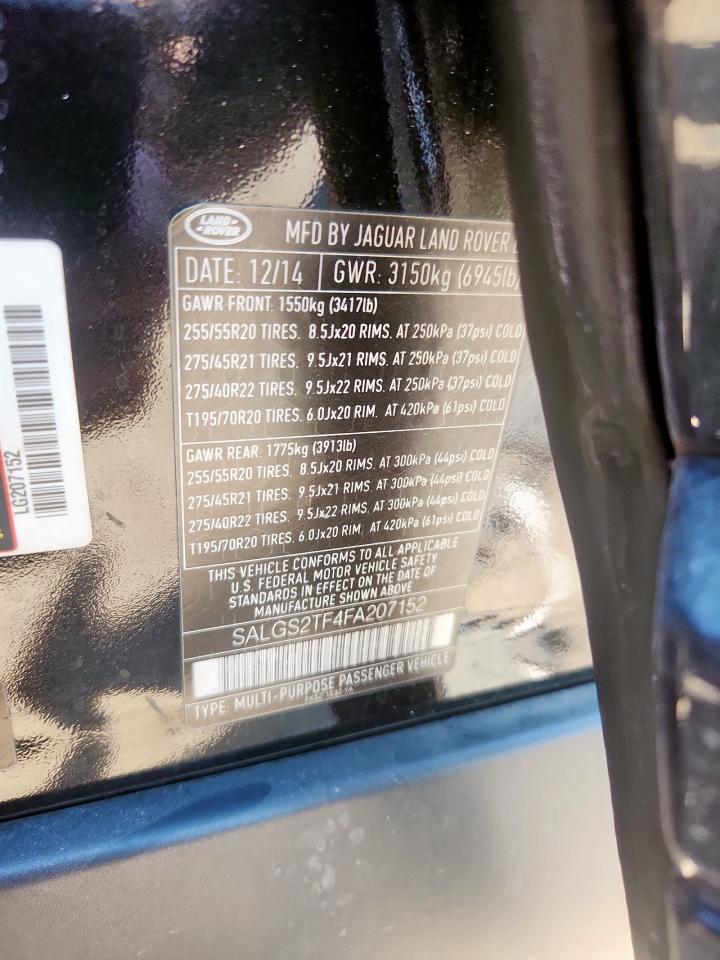 LAND
ROVER
MFD BY JAGUAR LAND ROVER
DATE: 12/14 GWR: 3150kg (6945lb)
GAWR FRONT: 1550kg (3417lb)
255/55R20 TIRES, 8.5Jx20 RIMS, AT 250kPa (37psi) COLD
275/45R21 TIRES, 9.5Jx21 RIMS, AT 250kPa (37psi) COLD
275/40R22 TIRES, 9.5Jx22 RIMS, AT 250kPa (37psi) COLD
T195/70R20 TIRES, 6.0Jx20 RIM, AT 420kPa (61psi) COLD
GAWR REAR: 1775kg (3913lb)
255/55R20 TIRES, 8.5Jx20 RIMS, AT 300kPa (44psi) COLD
275/45R21 TIRES, 9.5Jx21 RIMS, AT 300kPa (44psi) COLD
275/40R22 TIRES, 9.5Jx22 RIMS, AT 300kPa (44psi) COLD
T195/70R20 TIRES, 6.0Jx20 RIM, AT 420kPa (61psi) COLD
THIS VEHICLE CONFORMS TO ALL APPLICABLE
U.S. FEDERAL MOTOR VEHICLE SAFETY
STANDARDS IN EFFECT ON THE DATE OF
MANUFACTURE SHOWN ABOVE
SALGS2TF4FA207152
TYPE: MULTI-PURPOSE PASSENGER VEHICLE
LG207152